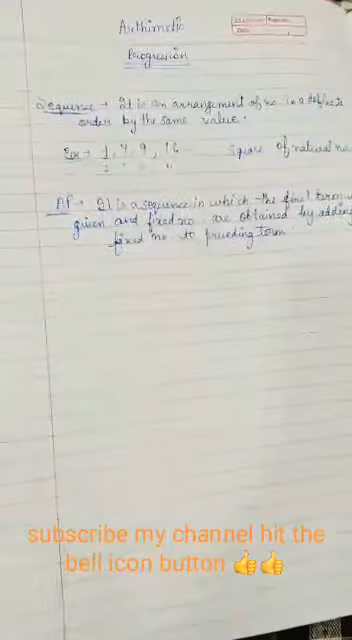 Arthimetic
Progression
Sequence → It is an arrangement of no. in a definite
order by the same value.
Ex → 1, 4, 9, 16 Square of natural no.
AP → It is a sequence in which the first term is
given and fixed no. are obtained by adding
fixed no to preeding term.
subscribe my channel hit the
bell icon button 👍👍